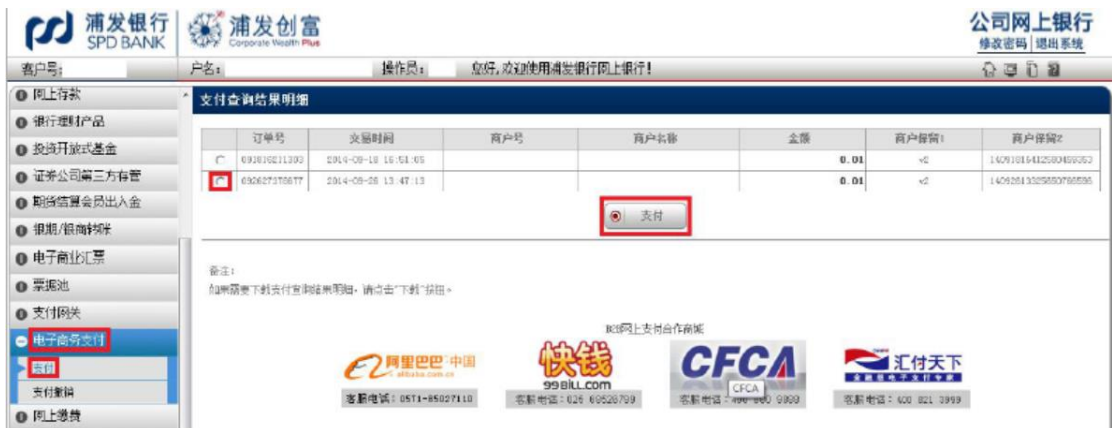 浦发银行 SPD BANK 浦发创富 Corporate Wealth Plus 公司网上银行
修改密码 | 退出系统
客户号: 户名: 操作员: 您好,欢迎使用浦发银行网上银行!
网上存款
银行理财产品
投资开放式基金
证券公司第三方存管
期货结算会员出入金
银期/银商转账
电子商业汇票
票据池
支付网关
电子商务支付
支付
支付撤销
网上缴费
支付查询结果明细
订单号 交易时间 商户号 商户名称 金额 商户保留1 商户保留2
2014-09-18 16:51:05 0.01 v2
092627378677 2014-09-26 13:47:13 0.01 v2
支付
备注:
如果需要下载支付查询结果明细,请点击"下载"按钮。
B2B网上支付合作商城
阿里巴巴 中国 alibaba.com.cn 快钱 99BILL.COM CFCA 汇付天下
CFCA
客服电话:0571-85027110 客服电话: 客服电话: 客服电话:400 821 3999